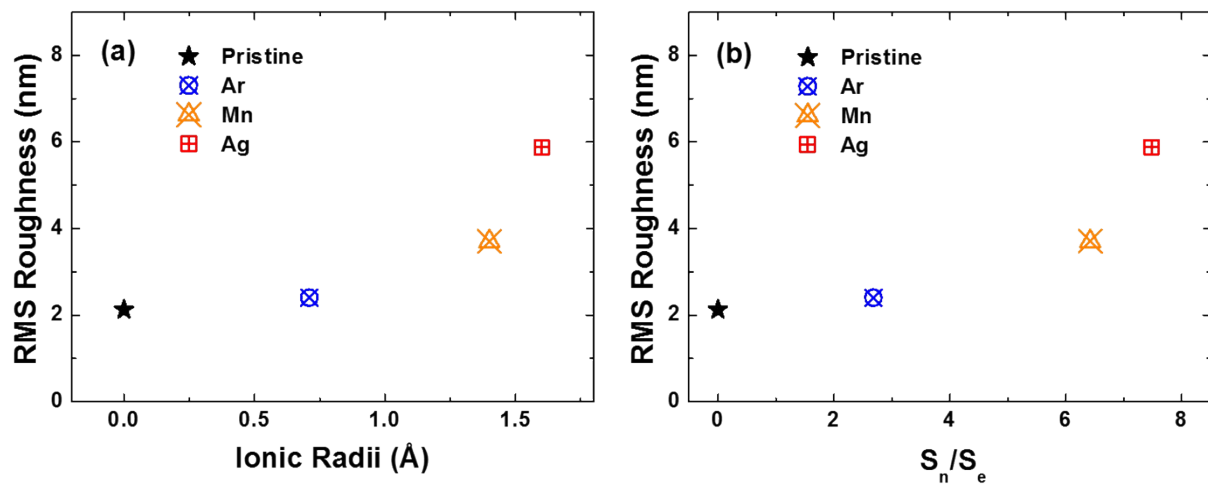 (a)
Pristine
Ar
Mn
Ag
RMS Roughness (nm)
8
6
4
2
0
0.0 0.5 1.0 1.5
Ionic Radii (Å)
(b)
Pristine
Ar
Mn
Ag
RMS Roughness (nm)
8
6
4
2
0
0 2 4 6 8
Sn/Se